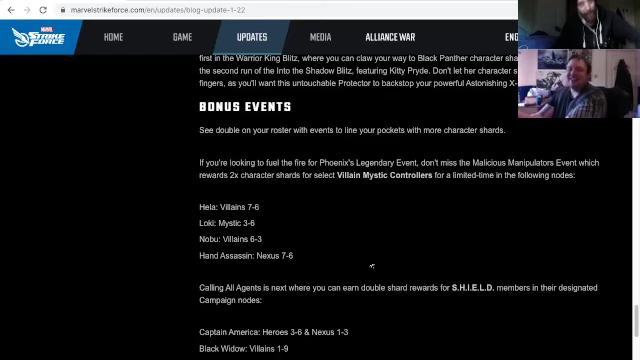 marvelstrikeforce.com/en/updates/blog-update-1-22
MARVEL
STRIKE
FORCE
HOME
GAME
UPDATES
MEDIA
ALLIANCE WAR
ENG
first in the Warrior King Blitz, where you can claw your way to Black Panther character sha
the second run of the Into the Shadow Blitz, featuring Kitty Pryde. Don't let her character s
fingers, as you'll want this untouchable Protector to backstop your powerful Astonishing X-
BONUS EVENTS
See double on your roster with events to line your pockets with more character shards.
If you're looking to fuel the fire for Phoenix's Legendary Event, don't miss the Malicious Manipulators Event which
rewards 2x character shards for select Villain Mystic Controllers for a limited-time in the following nodes:
Hela: Villains 7-6
Loki: Mystic 3-6
Nobu: Villains 6-3
Hand Assassin: Nexus 7-6
Calling All Agents is next where you can earn double shard rewards for S.H.I.E.L.D. members in their designated
Campaign nodes:
Captain America: Heroes 3-6 & Nexus 1-3
Black Widow: Villains 1-9